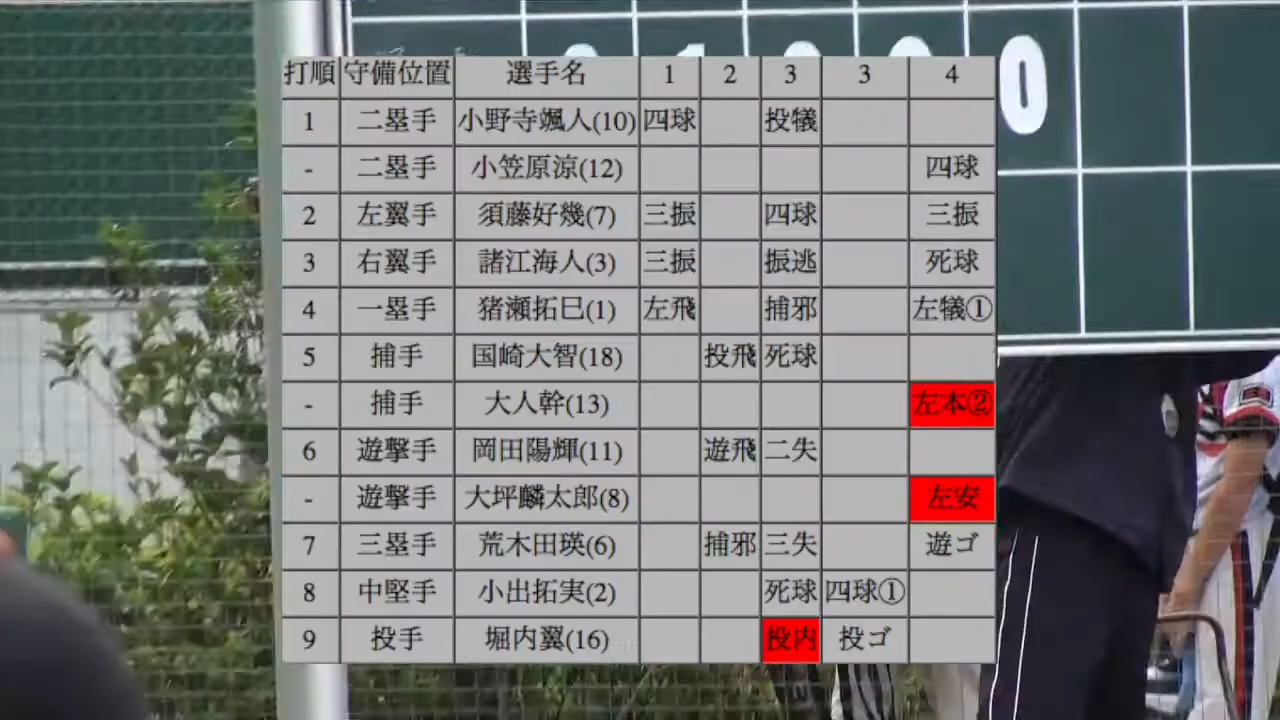 打順 守備位置 選手名 1 2 3 3 4
1 二塁手 小野寺颯人(10) 四球 投犠
- 二塁手 小笠原涼(12) 四球
2 左翼手 須藤好幾(7) 三振 四球 三振
3 右翼手 諸江海人(3) 三振 振逃 死球
4 一塁手 猪瀬拓巳(1) 左飛 捕邪 左犠①
5 捕手 国崎大智(18) 投飛 死球
- 捕手 大人幹(13) 左本②
6 遊撃手 岡田陽輝(11) 遊飛 二失
- 遊撃手 大坪麟太郎(8) 左安
7 三塁手 荒木田瑛(6) 捕邪 三失 遊ゴ
8 中堅手 小出拓実(2) 死球 四球①
9 投手 堀内翼(16) 投内 投ゴ
0